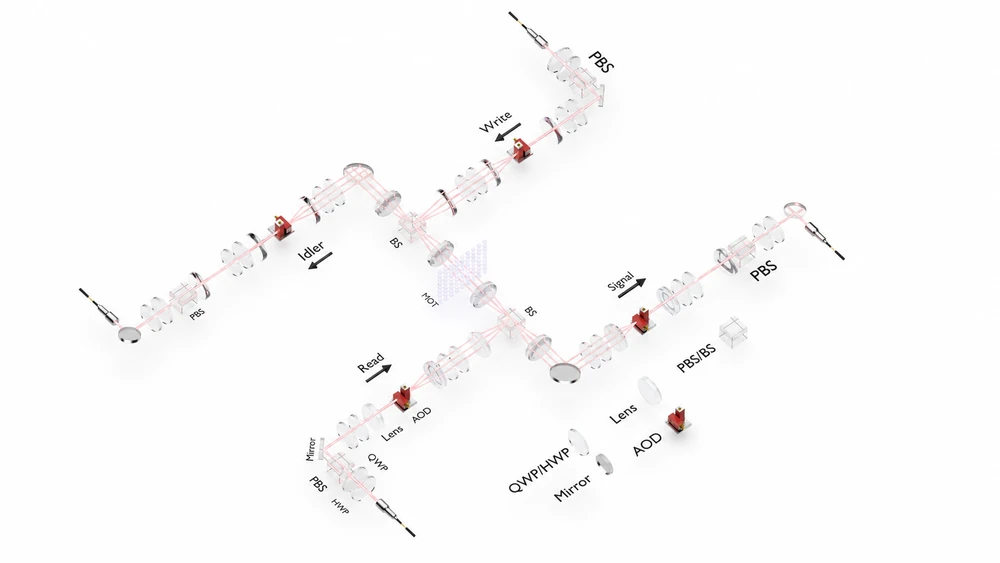 PBS
Write
BS
Idler
MOT
PBS
Signal
PBS
BS
Read
PBS/BS
AOD
Lens
Lens
Mirror
QWP
AOD
PBS
HWP
QWP/HWP
Mirror